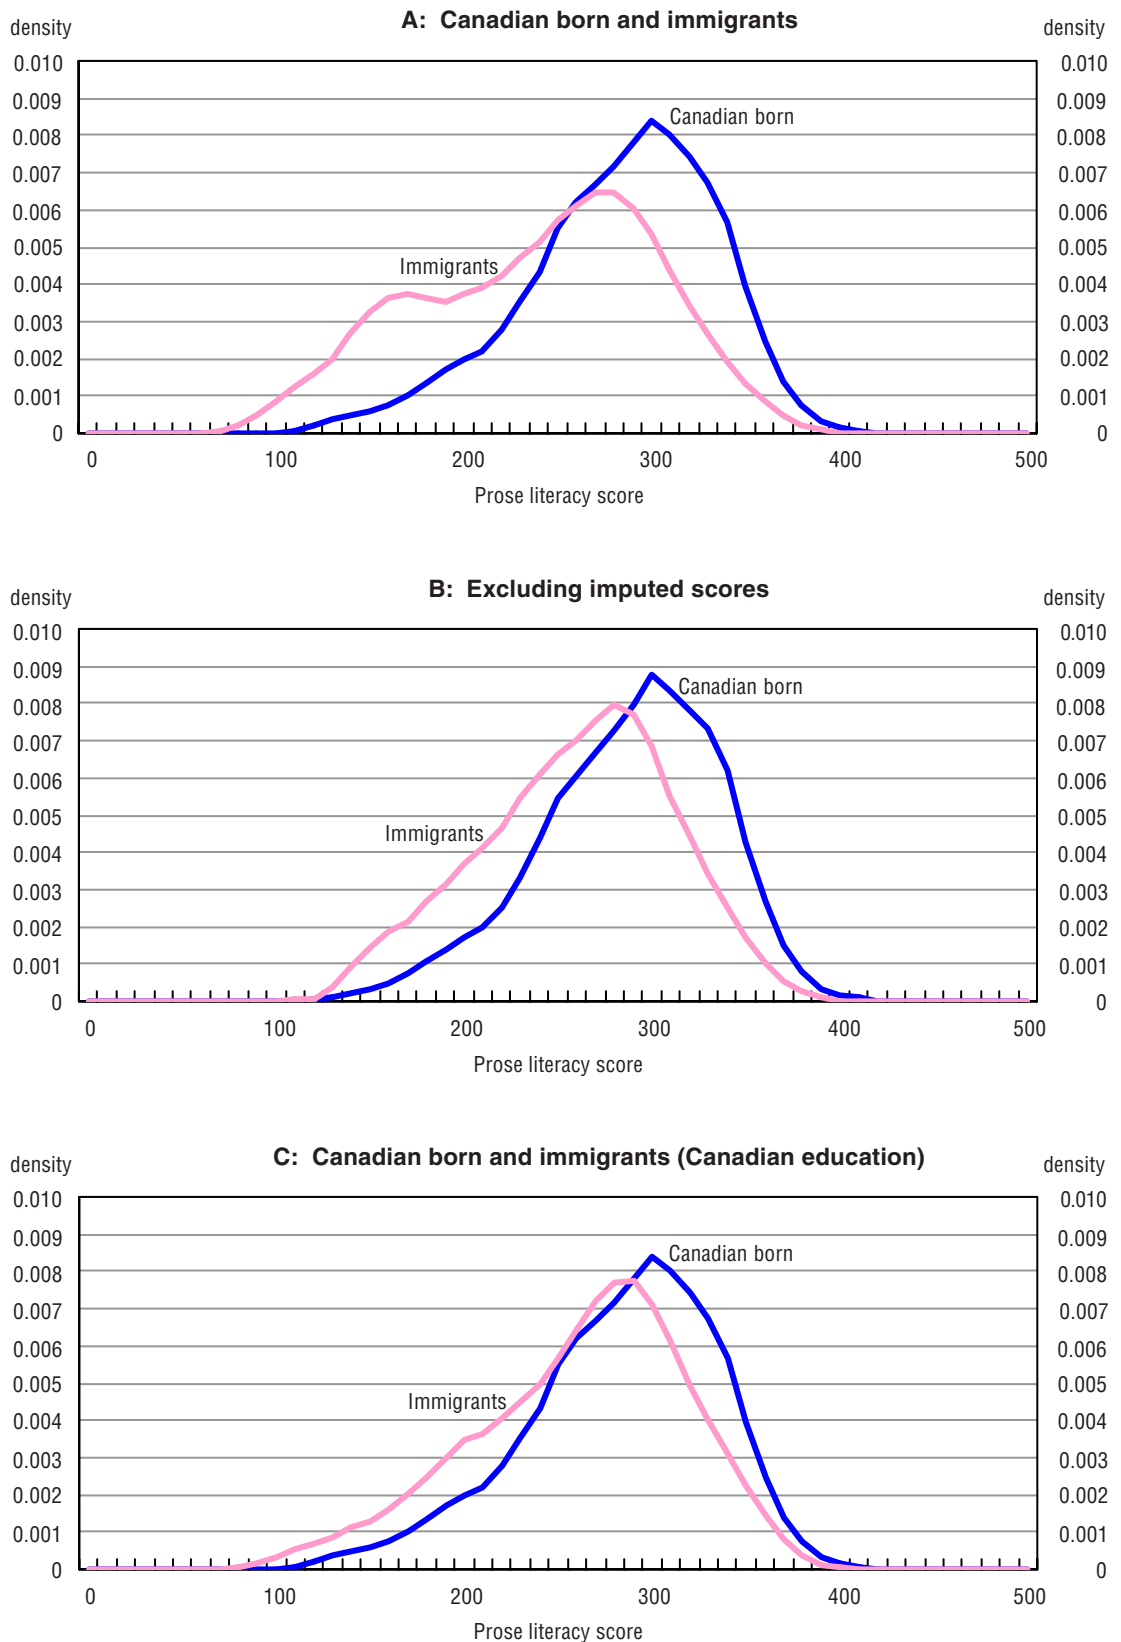 A: Canadian born and immigrants
density density
0.010 0.010
0.009 0.009
Canadian born
0.008 0.008
0.007 0.007
0.006 0.006
0.005 0.005
Immigrants
0.004 0.004
0.003 0.003
0.002 0.002
0.001 0.001
0 0
0 100 200 300 400 500
Prose literacy score
B: Excluding imputed scores
density density
0.010 0.010
0.009 0.009
Canadian born
0.008 0.008
0.007 0.007
0.006 0.006
0.005 0.005
Immigrants
0.004 0.004
0.003 0.003
0.002 0.002
0.001 0.001
0 0
0 100 200 300 400 500
Prose literacy score
C: Canadian born and immigrants (Canadian education)
density density
0.010 0.010
0.009 0.009
Canadian born
0.008 0.008
0.007 0.007
0.006 0.006
0.005 0.005
Immigrants
0.004 0.004
0.003 0.003
0.002 0.002
0.001 0.001
0 0
0 100 200 300 400 500
Prose literacy score